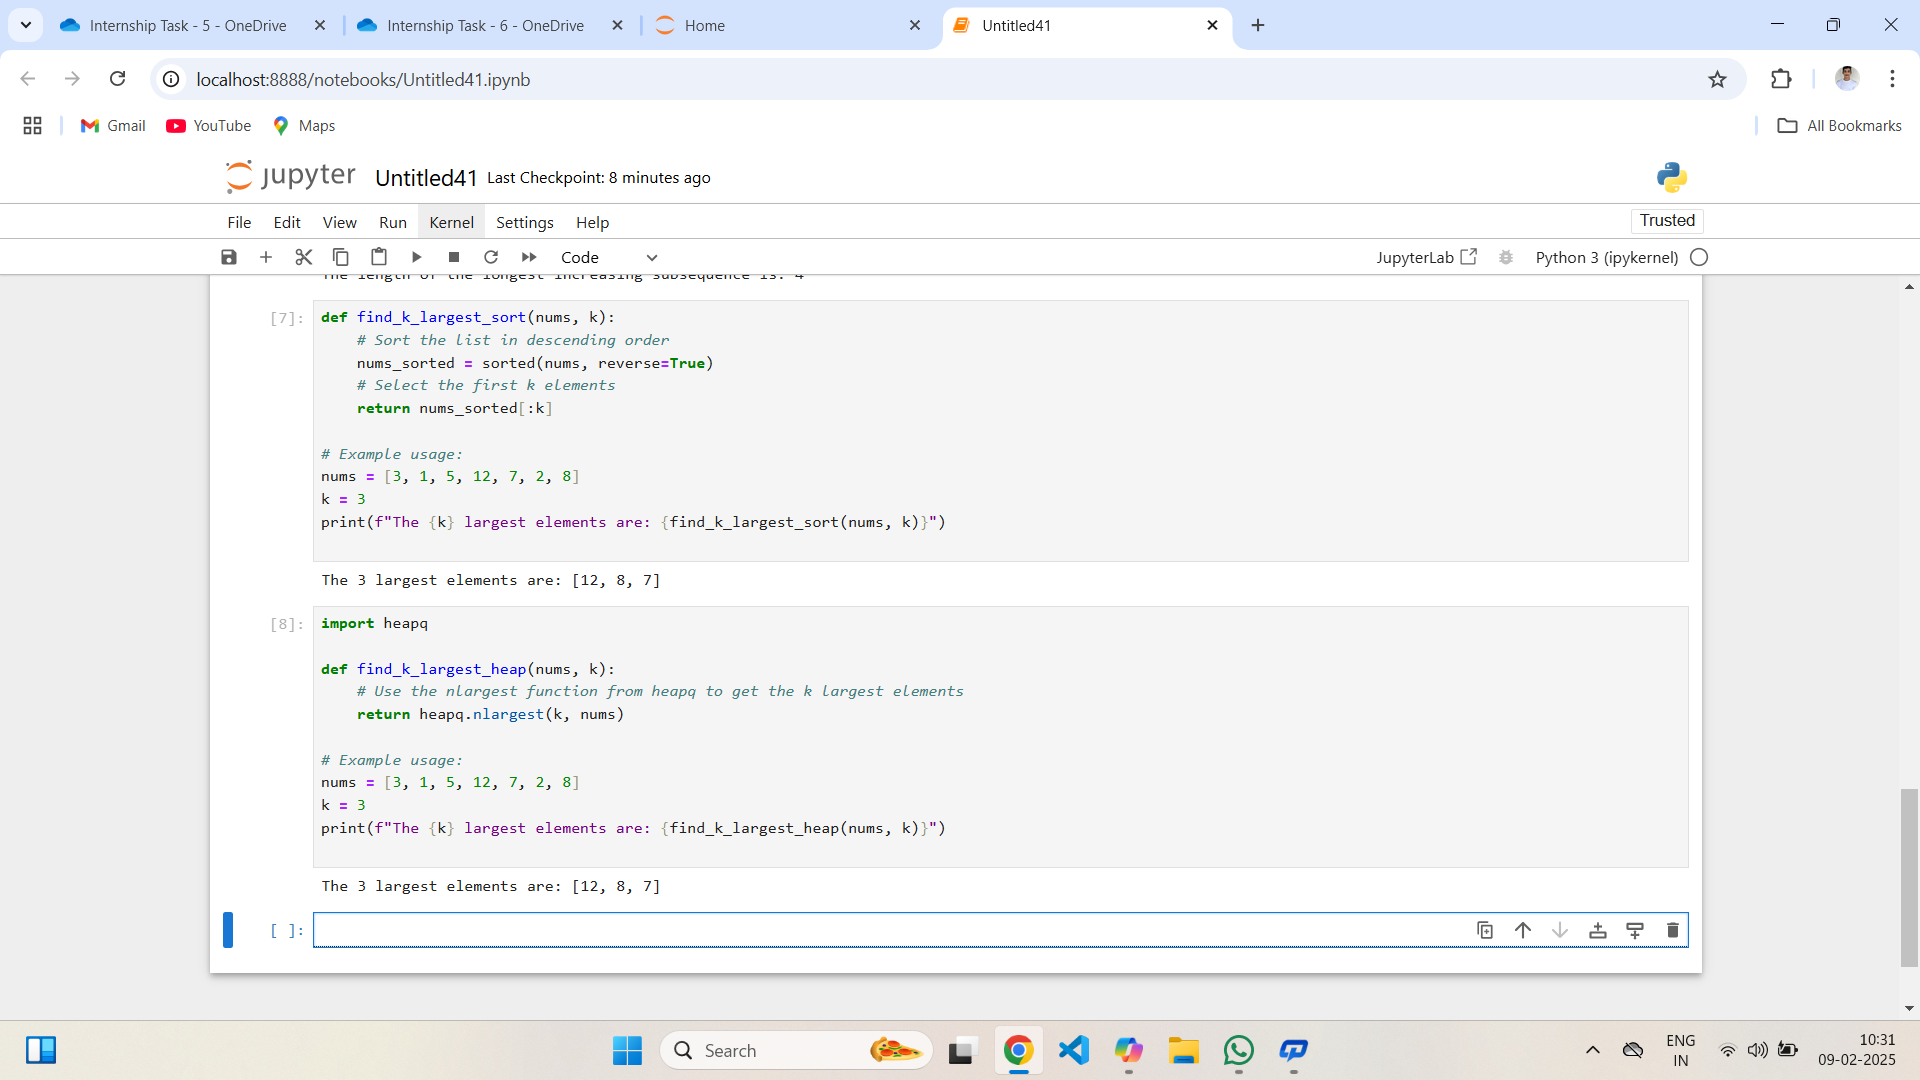 Internship Task - 5 - OneDrive
Internship Task - 6 - OneDrive
Home
Untitled41
localhost:8888/notebooks/Untitled41.ipynb
Gmail
YouTube
Maps
All Bookmarks
jupyter Untitled41 Last Checkpoint: 8 minutes ago
File Edit View Run Kernel Settings Help
Trusted
Code
JupyterLab
Python 3 (ipykernel)
The length of the longest increasing subsequence is: 4
[7]:
def find_k_largest_sort(nums, k):
    # Sort the list in descending order
    nums_sorted = sorted(nums, reverse=True)
    # Select the first k elements
    return nums_sorted[:k]
# Example usage:
nums = [3, 1, 5, 12, 7, 2, 8]
k = 3
print(f"The {k} largest elements are: {find_k_largest_sort(nums, k)}")
The 3 largest elements are: [12, 8, 7]
[8]:
import heapq
def find_k_largest_heap(nums, k):
    # Use the nlargest function from heapq to get the k largest elements
    return heapq.nlargest(k, nums)
# Example usage:
nums = [3, 1, 5, 12, 7, 2, 8]
k = 3
print(f"The {k} largest elements are: {find_k_largest_heap(nums, k)}")
The 3 largest elements are: [12, 8, 7]
[ ]:
Search
ENG
IN
10:31
09-02-2025